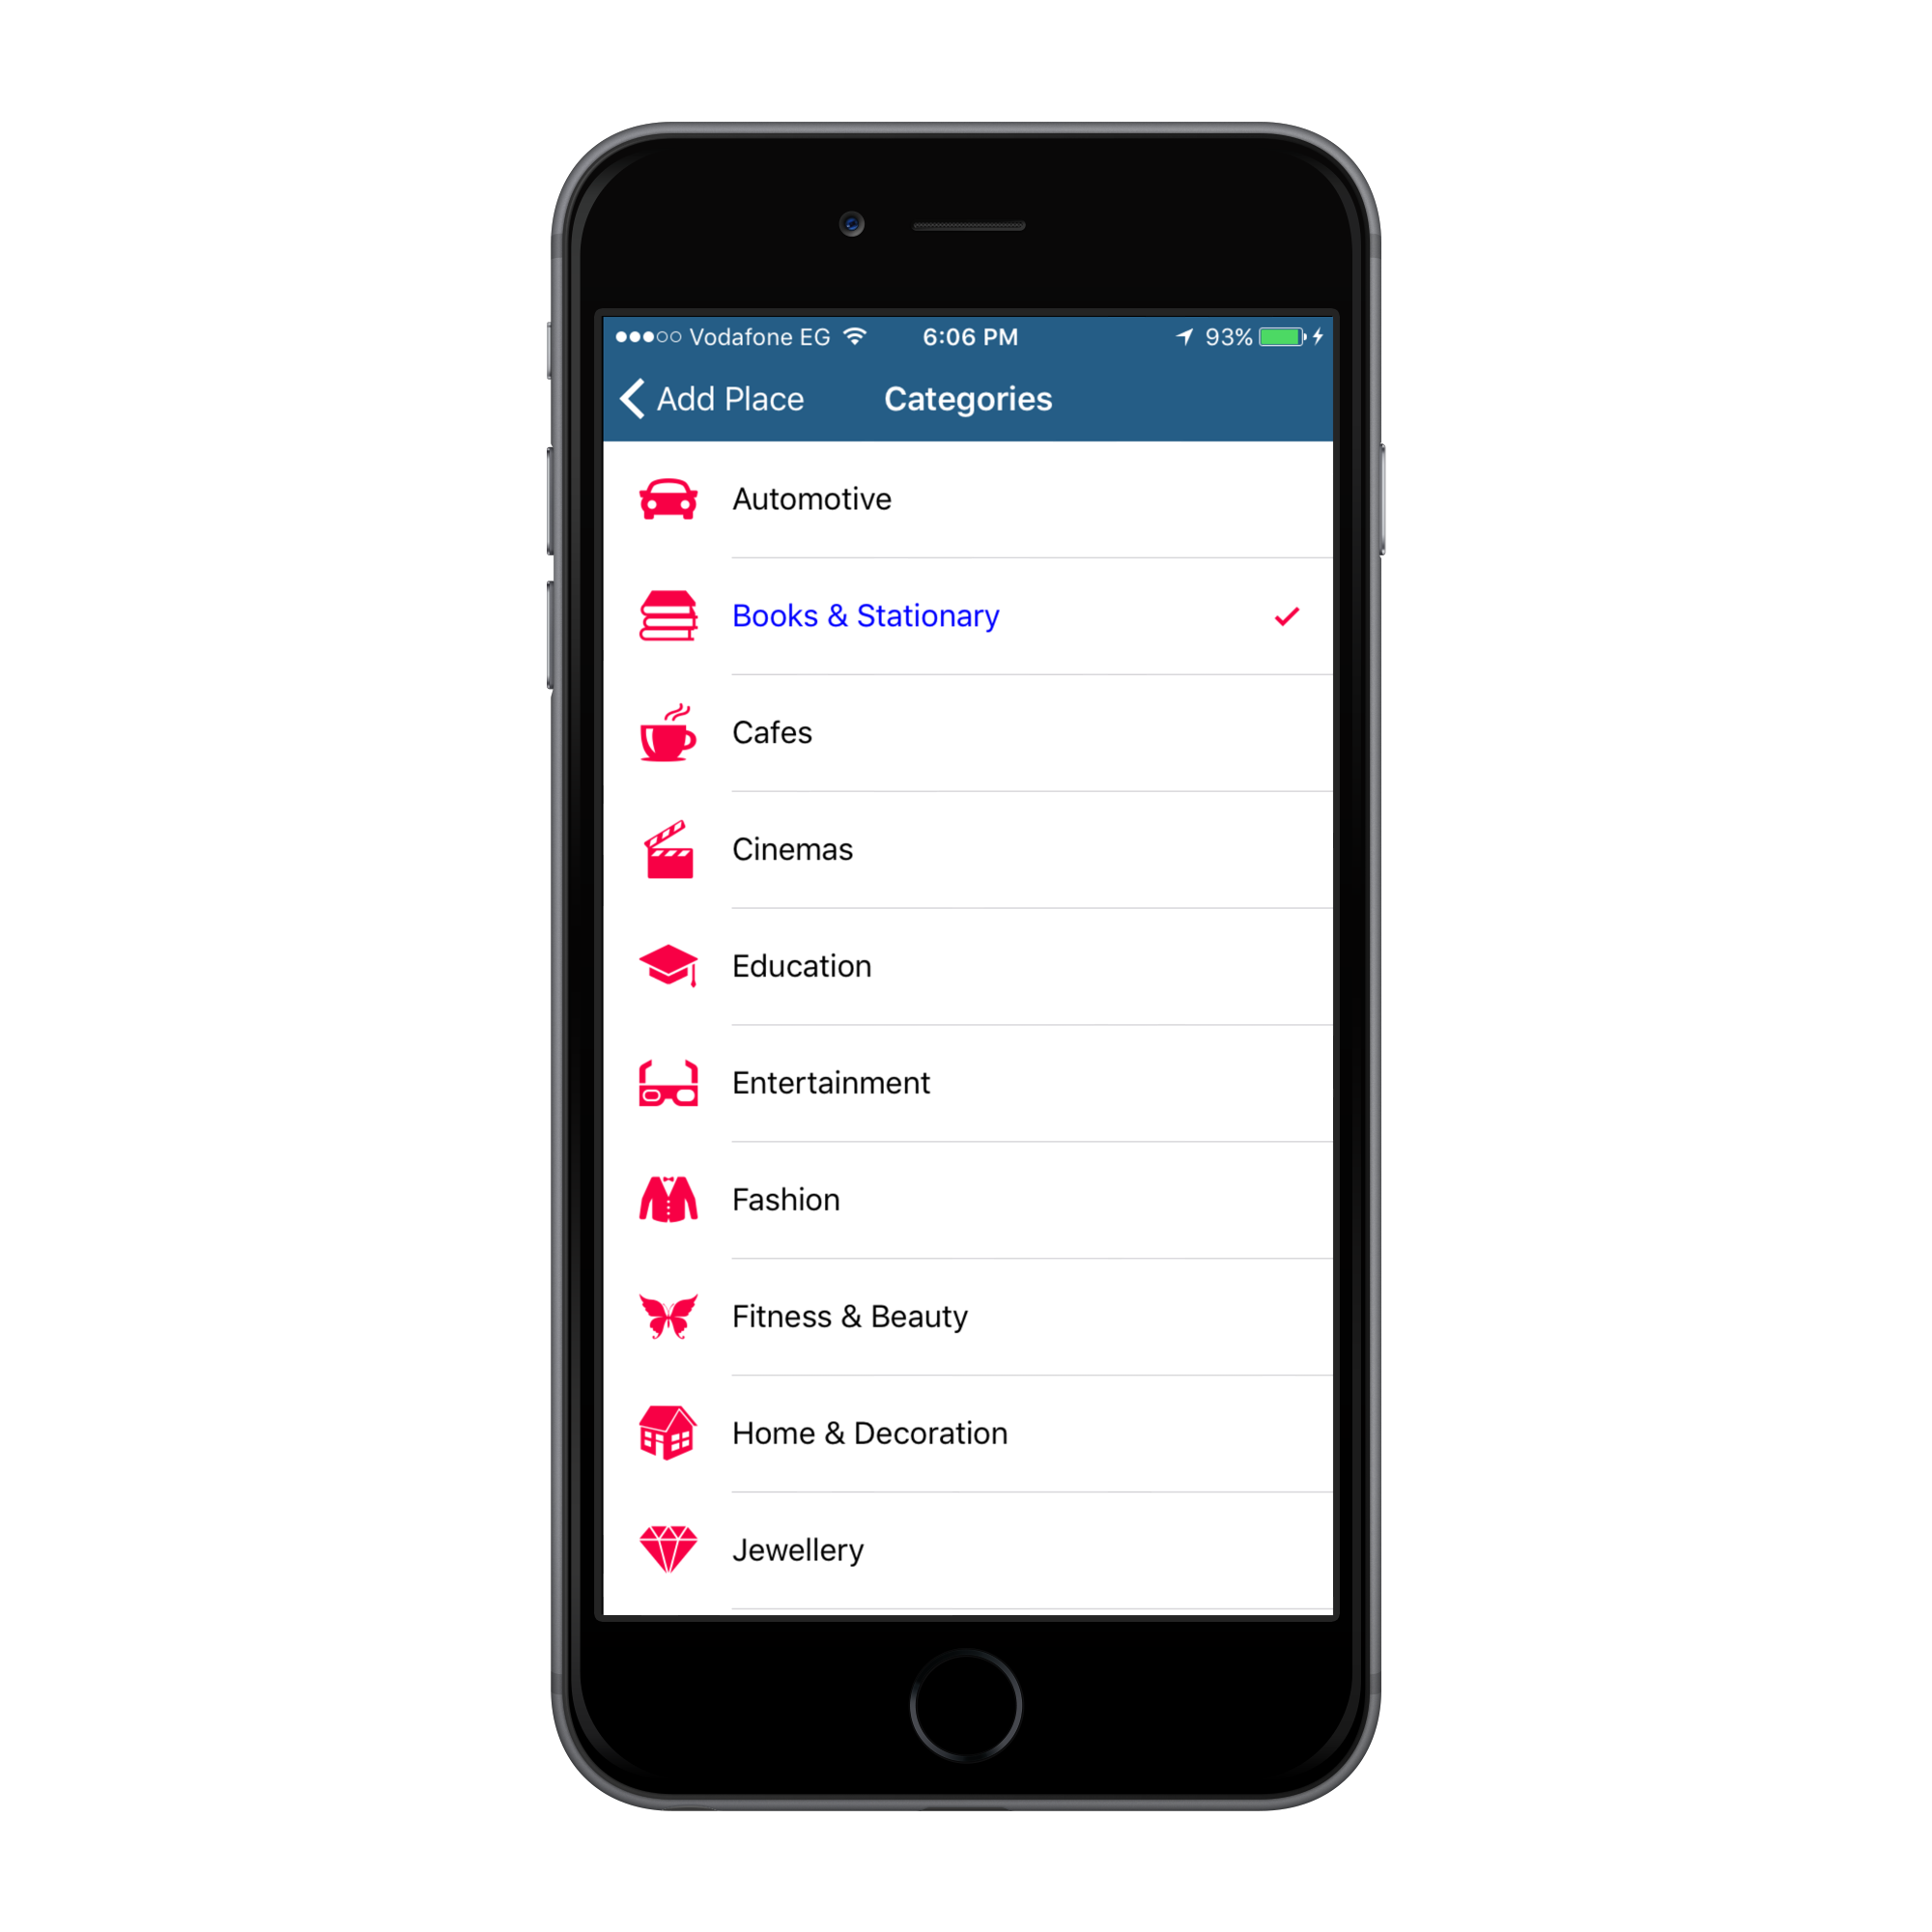 Vodafone EG 6:06 PM 93%
Add Place Categories
Automotive
Books & Stationary
Cafes
Cinemas
Education
Entertainment
Fashion
Fitness & Beauty
Home & Decoration
Jewellery